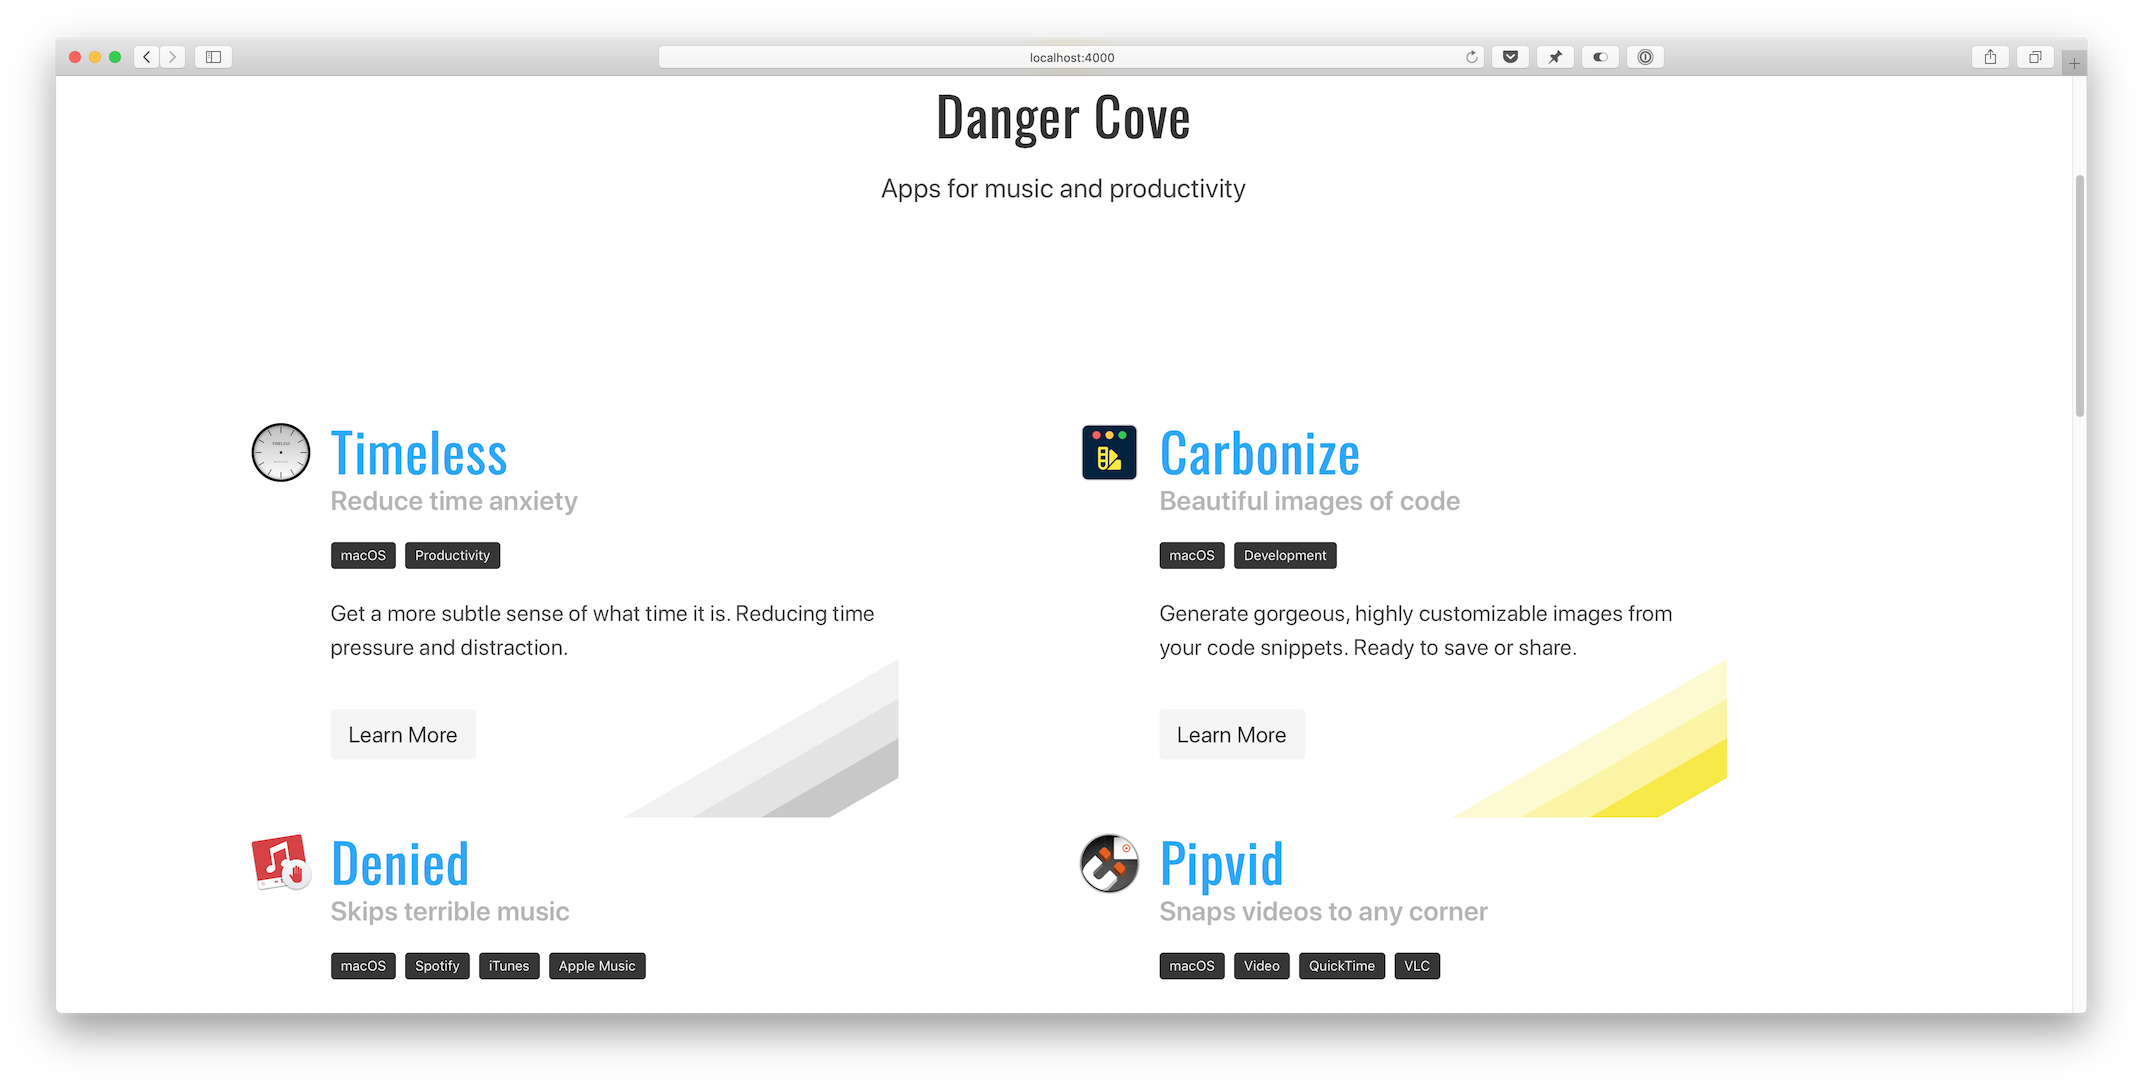 localhost:4000
Danger Cove
Apps for music and productivity
Timeless
Reduce time anxiety
macOS Productivity
Get a more subtle sense of what time it is. Reducing time
pressure and distraction.
Learn More
Carbonize
Beautiful images of code
macOS Development
Generate gorgeous, highly customizable images from
your code snippets. Ready to save or share.
Learn More
Denied
Skips terrible music
macOS Spotify iTunes Apple Music
Pipvid
Snaps videos to any corner
macOS Video QuickTime VLC